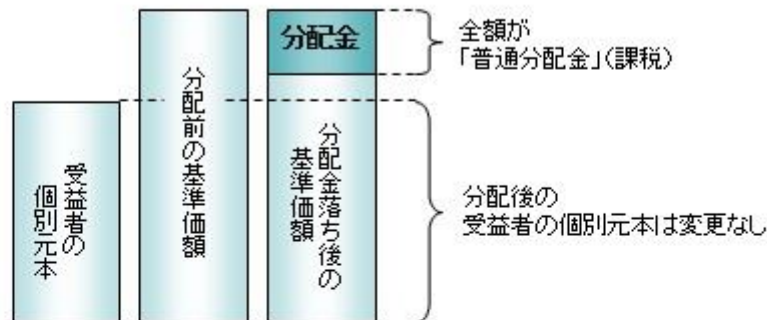 受益者の
個別元本
分配前の基準価額
分配金
分配金落ち後の
基準価額
全額が
「普通分配金」(課税)
分配後の
受益者の個別元本は変更なし